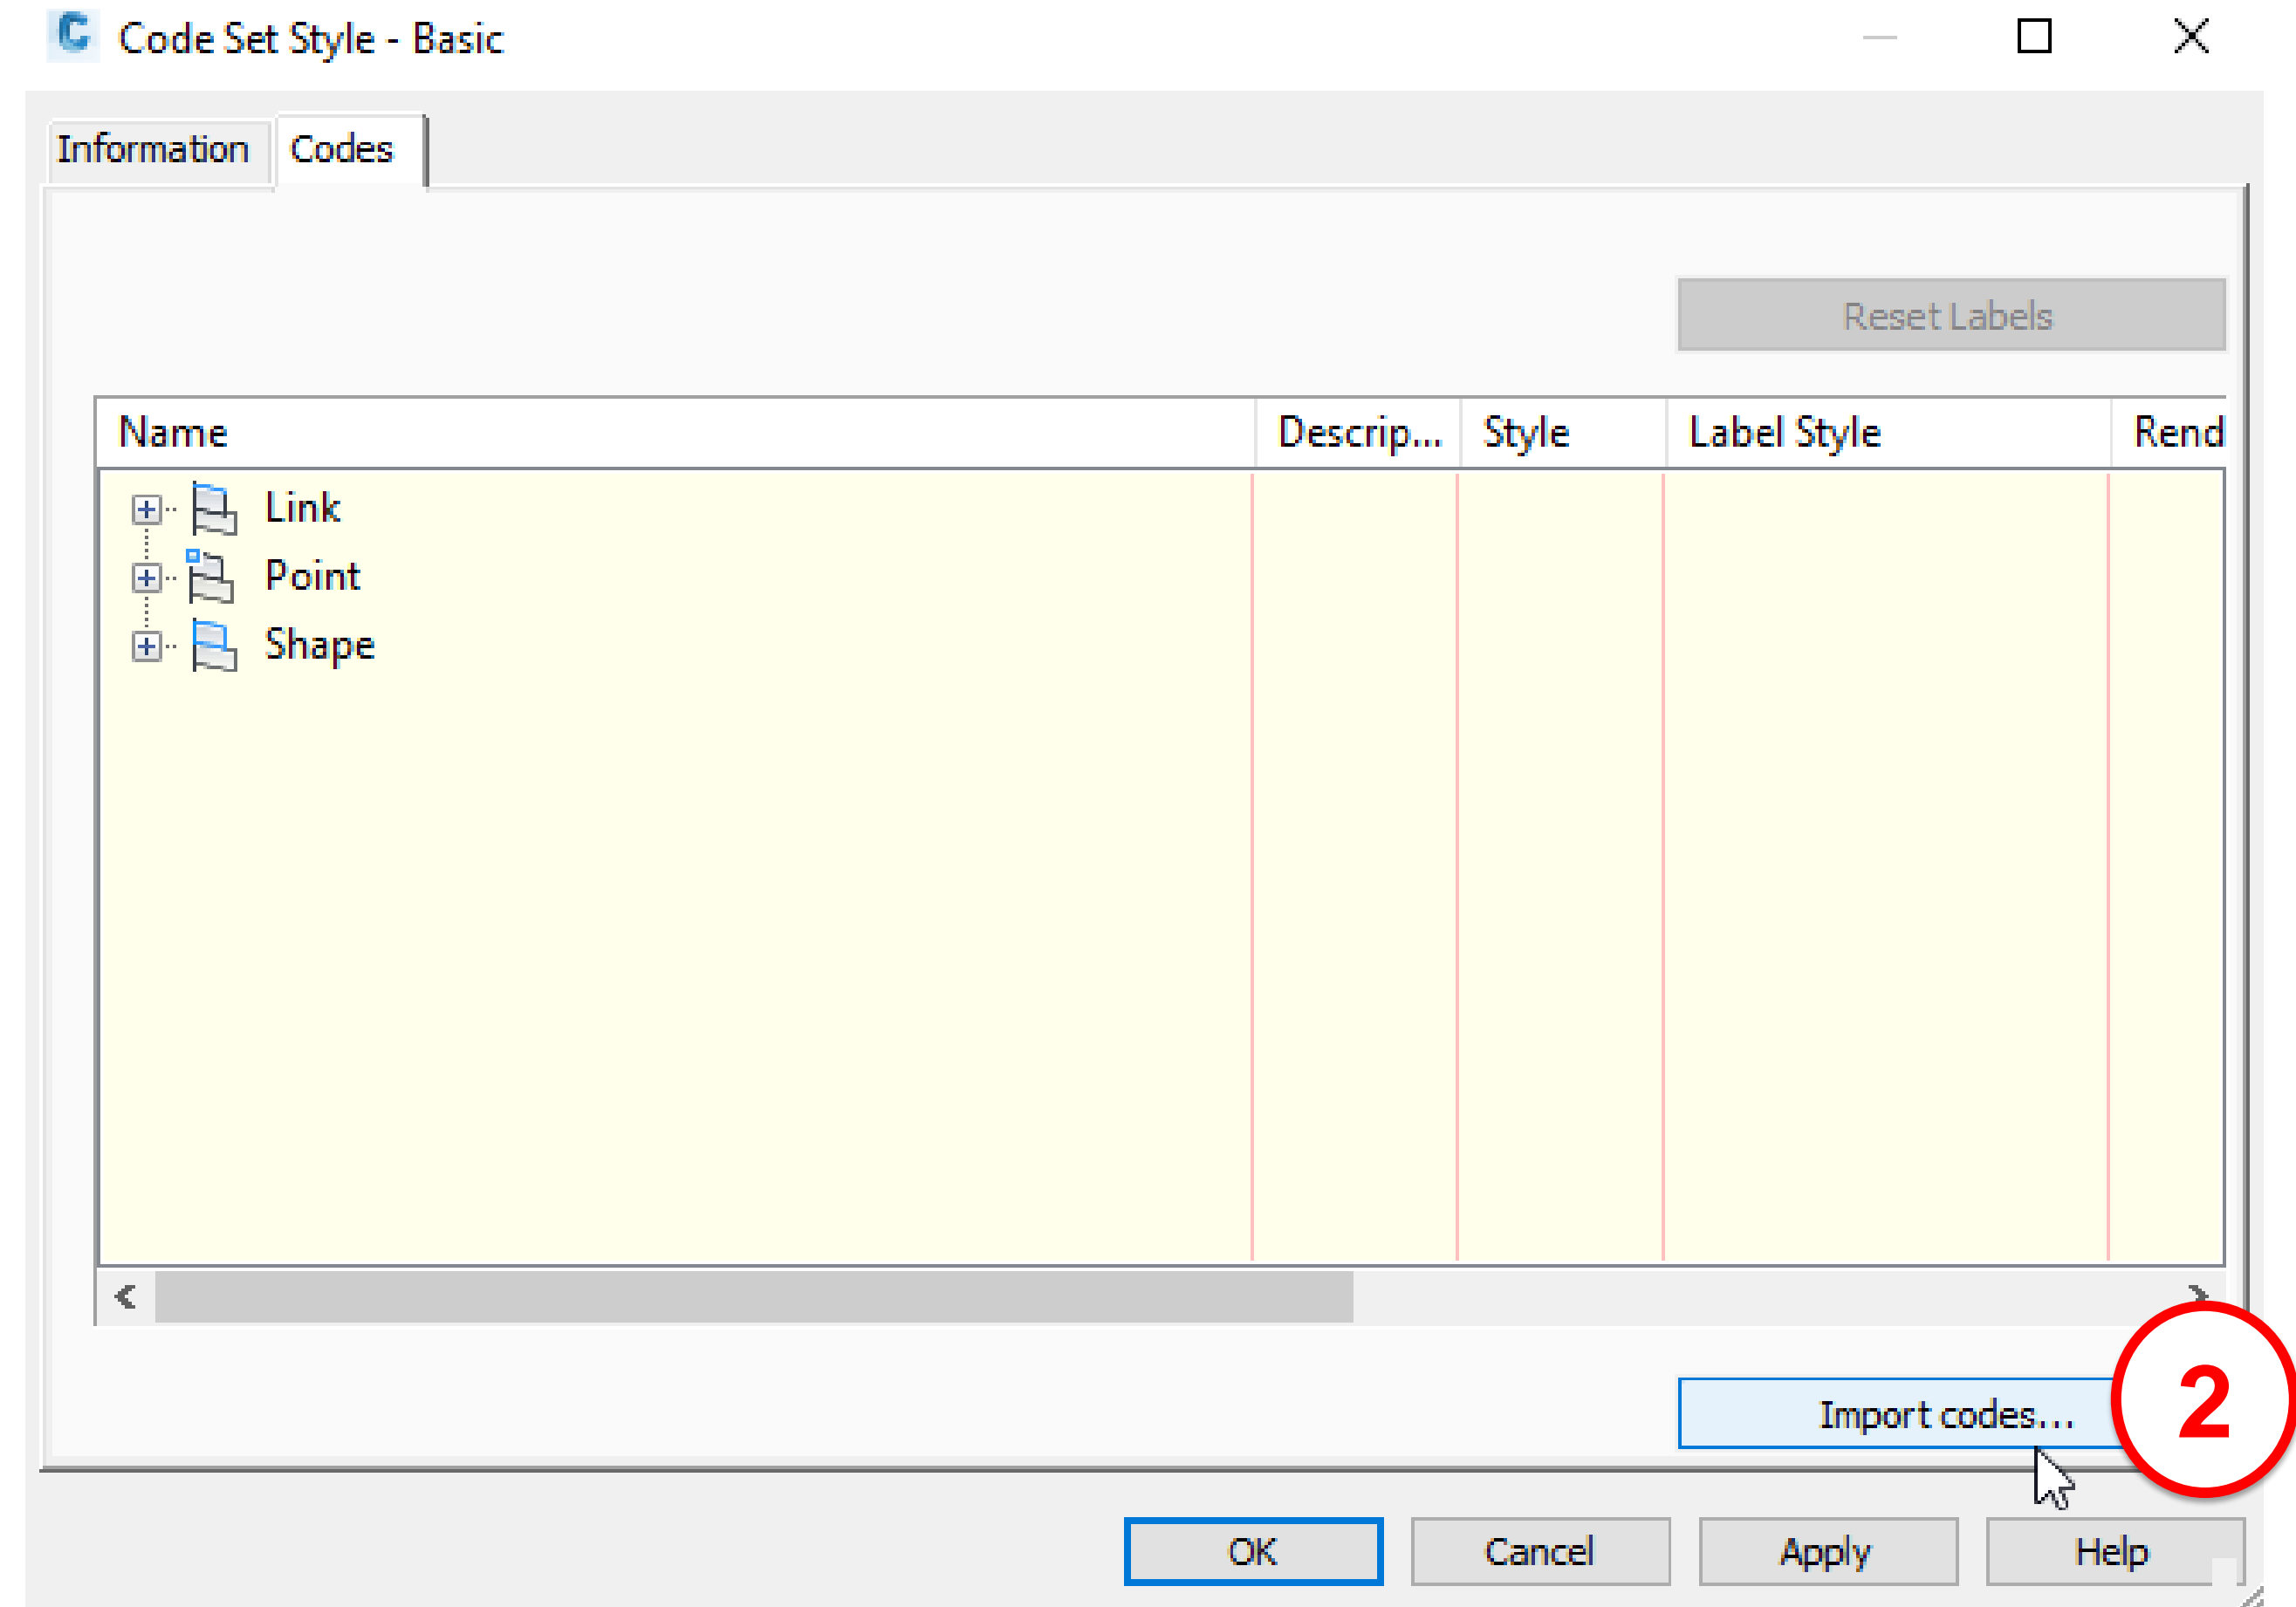 Code Set Style - Basic
Information Codes
Reset Labels
Name Descrip... Style Label Style Rend
Link
Point
Shape
Import codes...
2
OK Cancel Apply Help